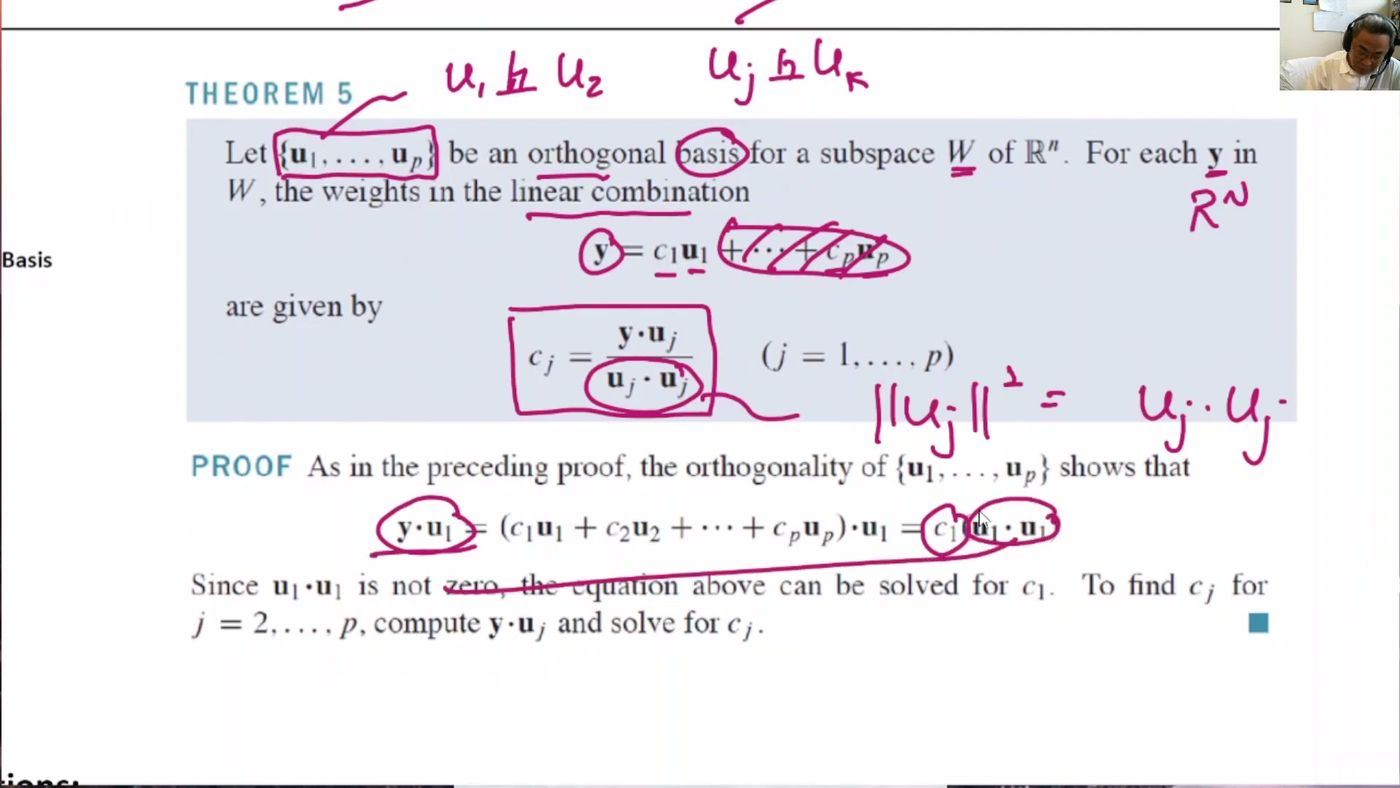 u₁ ⊥ u₂ uⱼ ⊥ uₖ
THEOREM 5
Let {u₁, . . . , uₚ} be an orthogonal basis for a subspace W of ℝⁿ. For each y in
W, the weights in the linear combination
Rᴺ
Basis
y = c₁u₁ + ··· + cₚuₚ
are given by
cⱼ = y·uⱼ / uⱼ·uⱼ (j = 1, . . . , p)
||uⱼ||² = uⱼ · uⱼ
PROOF As in the preceding proof, the orthogonality of {u₁, . . . , uₚ} shows that
y·u₁ = (c₁u₁ + c₂u₂ + ··· + cₚuₚ)·u₁ = c₁(u₁·u₁)
Since u₁·u₁ is not zero, the equation above can be solved for c₁. To find cⱼ for
j = 2, . . . , p, compute y·uⱼ and solve for cⱼ.